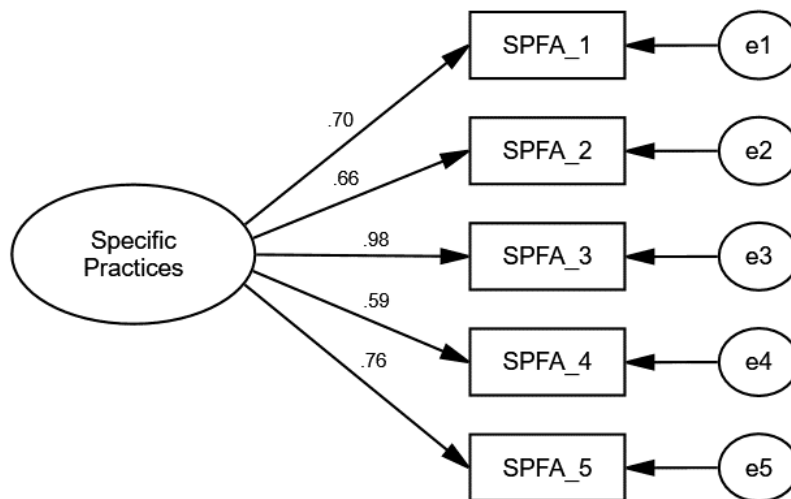 SPFA_1
e1
.70
SPFA_2
e2
.66
Specific
Practices
.98
SPFA_3
e3
.59
SPFA_4
e4
.76
SPFA_5
e5